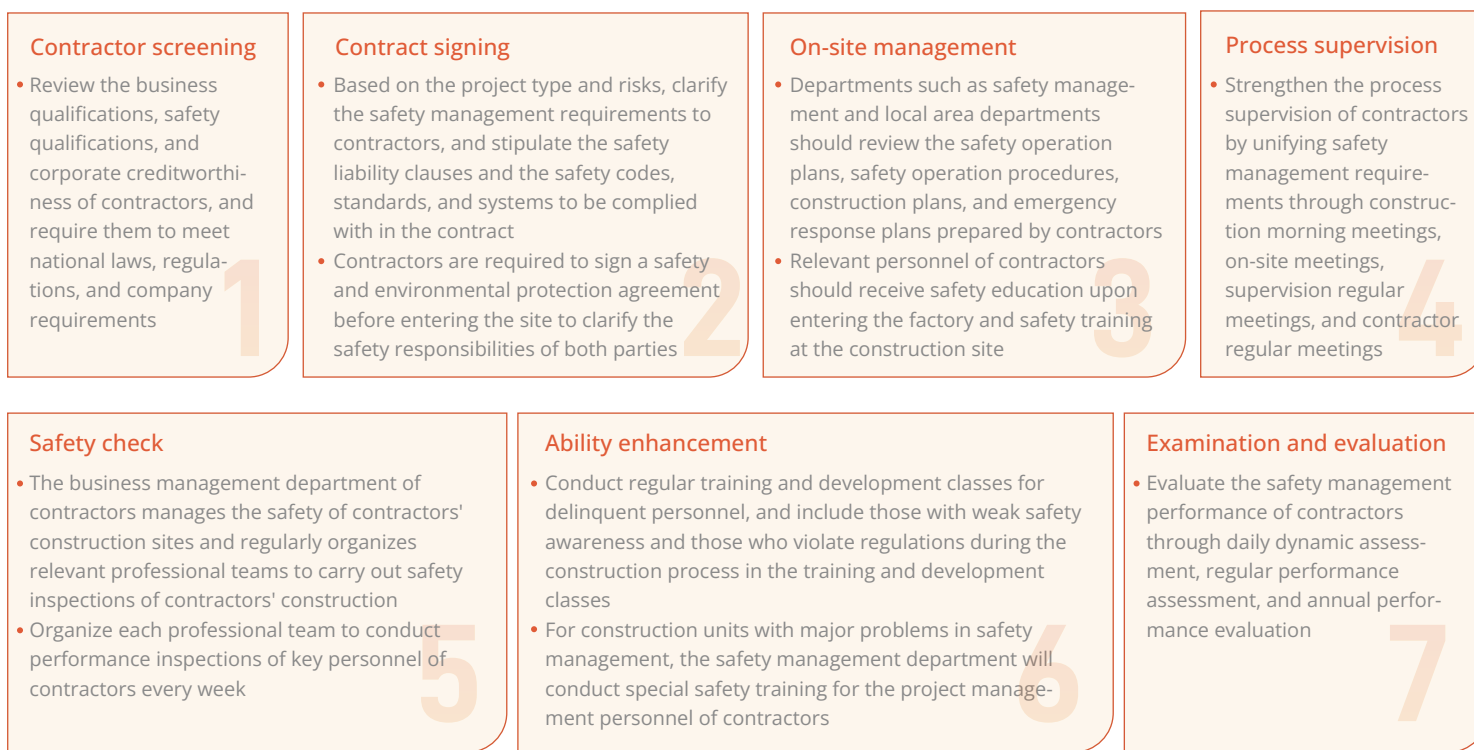 Contractor screening
• Review the business
qualifications, safety
qualifications, and
corporate creditworthi-
ness of contractors, and
require them to meet
national laws, regula-
tions, and company
requirements
1
Contract signing
• Based on the project type and risks, clarify
the safety management requirements to
contractors, and stipulate the safety
liability clauses and the safety codes,
standards, and systems to be complied
with in the contract
• Contractors are required to sign a safety
and environmental protection agreement
before entering the site to clarify the
safety responsibilities of both parties
2
On-site management
• Departments such as safety manage-
ment and local area departments
should review the safety operation
plans, safety operation procedures,
construction plans, and emergency
response plans prepared by contractors
• Relevant personnel of contractors
should receive safety education upon
entering the factory and safety training
at the construction site
3
Process supervision
• Strengthen the process
supervision of contractors
by unifying safety
management require-
ments through construc-
tion morning meetings,
on-site meetings,
supervision regular
meetings, and contractor
regular meetings
4
Safety check
• The business management department of
contractors manages the safety of contractors'
construction sites and regularly organizes
relevant professional teams to carry out safety
inspections of contractors' construction
• Organize each professional team to conduct
performance inspections of key personnel of
contractors every week
5
Ability enhancement
• Conduct regular training and development classes for
delinquent personnel, and include those with weak safety
awareness and those who violate regulations during the
construction process in the training and development
classes
• For construction units with major problems in safety
management, the safety management department will
conduct special safety training for the project manage-
ment personnel of contractors
6
Examination and evaluation
• Evaluate the safety management
performance of contractors
through daily dynamic assess-
ment, regular performance
assessment, and annual perfor-
mance evaluation
7